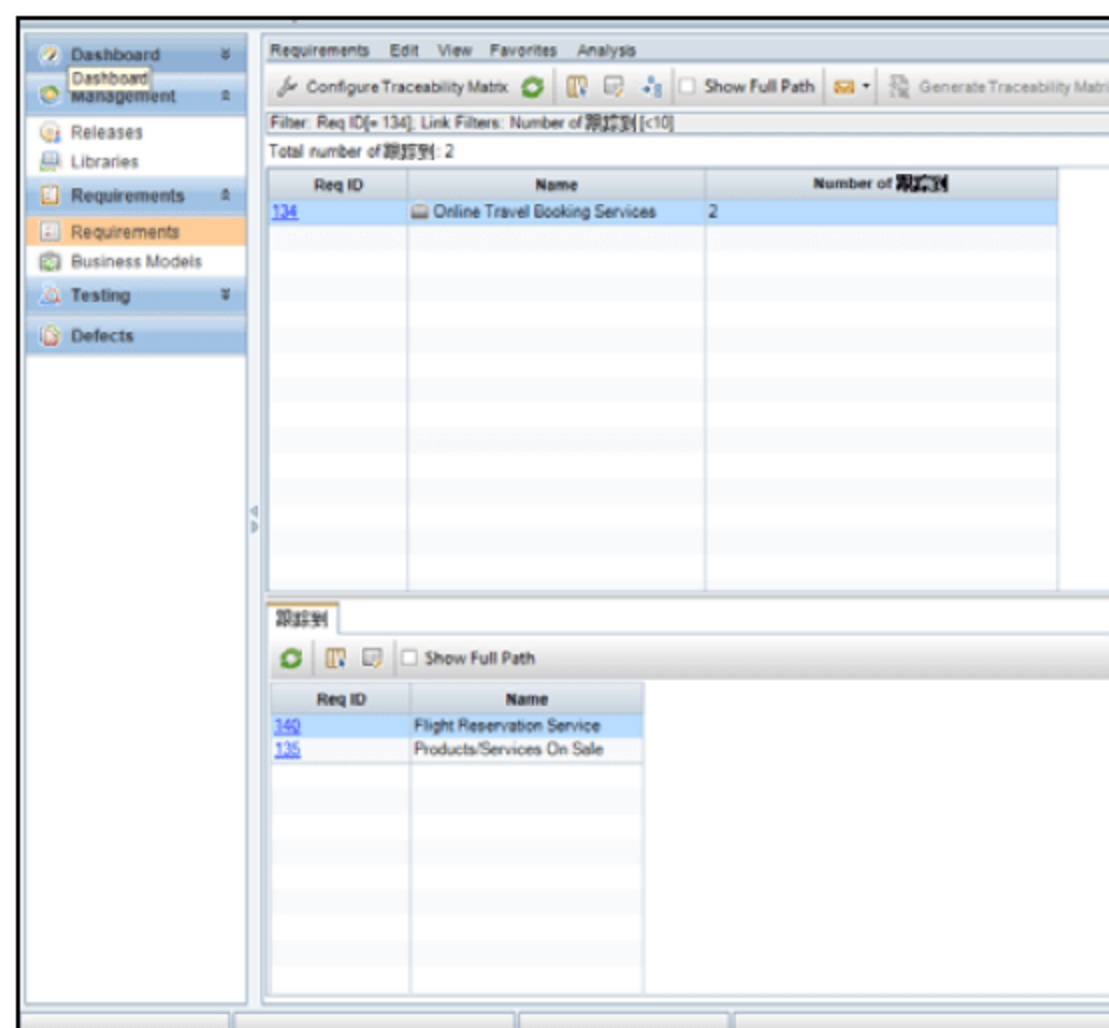 Dashboard
Dashboard
Management
Releases
Libraries
Requirements
Requirements
Business Models
Testing
Defects
Requirements Edit View Favorites Analysis
Configure Traceability Matrix Show Full Path Generate Traceability Matri
Filter: Req ID[= 134]; Link Filters: Number of 跟踪到 [<10]
Total number of 跟踪到: 2
Req ID Name Number of 跟踪到
134 Online Travel Booking Services 2
跟踪到
Show Full Path
Req ID Name
140 Flight Reservation Service
135 Products/Services On Sale